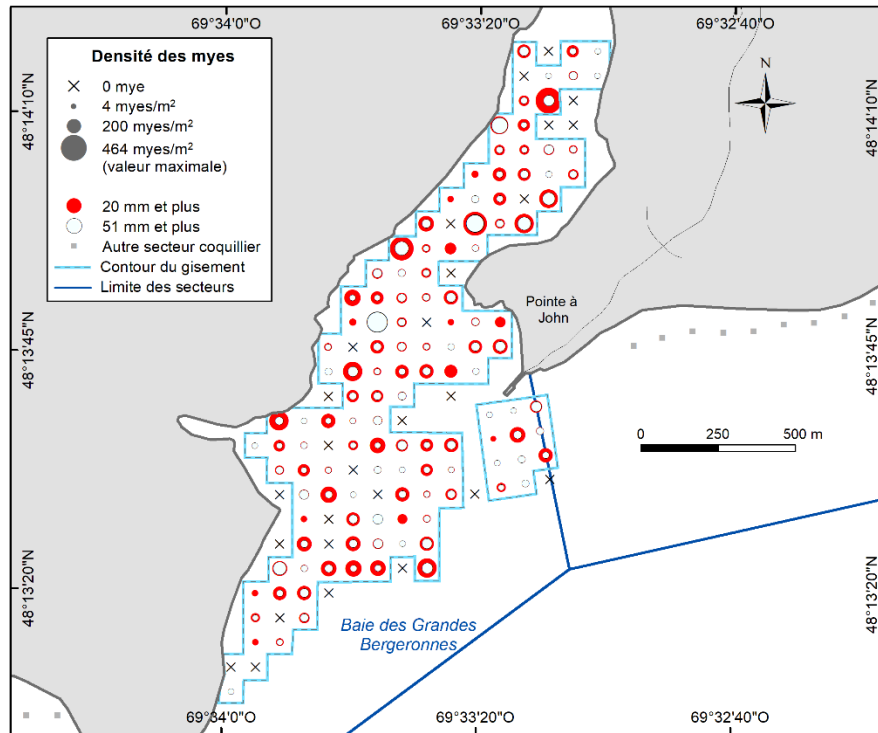 69°34'0"O
69°33'20"O
69°32'40"O
Densité des myes
0 mye
4 myes/m²
200 myes/m²
464 myes/m²
(valeur maximale)
20 mm et plus
51 mm et plus
Autre secteur coquillier
Contour du gisement
Limite des secteurs
N
48°14'10"N
48°14'10"N
Pointe à
John
48°13'45"N
48°13'45"N
0 250 500 m
48°13'20"N
48°13'20"N
Baie des Grandes
Bergeronnes
69°34'0"O
69°33'20"O
69°32'40"O